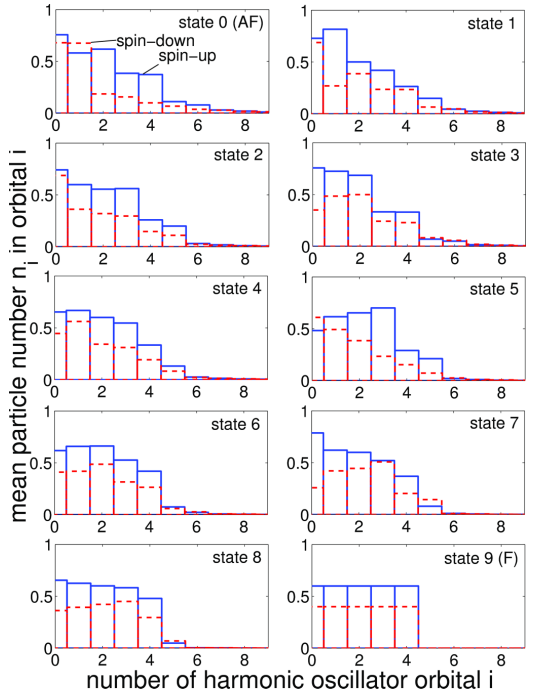 state 0 (AF)
spin-down
spin-up
1
0.5
0
0 2 4 6 8
state 1
1
0.5
0
0 2 4 6 8
state 2
1
0.5
0
0 2 4 6 8
state 3
1
0.5
0
0 2 4 6 8
state 4
1
0.5
0
0 2 4 6 8
state 5
1
0.5
0
0 2 4 6 8
state 6
1
0.5
0
0 2 4 6 8
state 7
1
0.5
0
0 2 4 6 8
state 8
1
0.5
0
0 2 4 6 8
state 9 (F)
1
0.5
0
0 2 4 6 8
mean particle number n_i in orbital i
number of harmonic oscillator orbital i